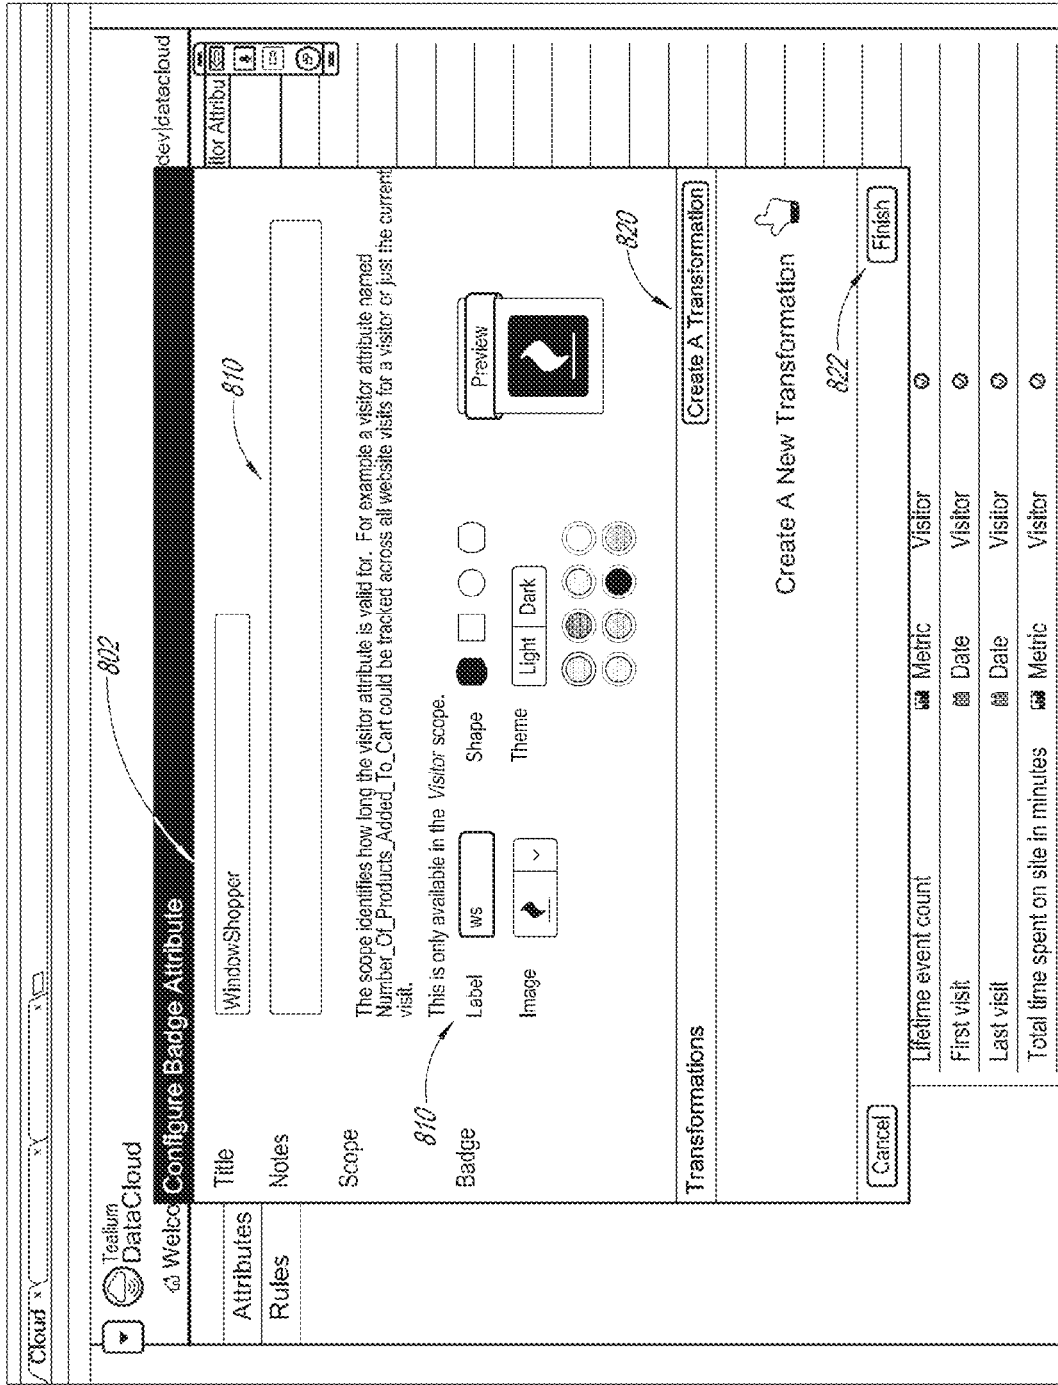 Cloud × × ×
Tealium
DataCloud
dev|datacloud
Welco
Configure Badge Attribute
802
itor Attribu
Attributes
Rules
Title
WindowShopper
Notes
810
Scope
The scope identifies how long the visitor attribute is valid for. For example a visitor attribute named
Number_Of_Products_Added_To_Cart could be tracked across all website visits for a visitor or just the current
visit.
This is only available in the Visitor scope.
810
Badge
Label
ws
Shape
Preview
Image
Theme
Light Dark
820
Transformations
Create A Transformation
Create A New Transformation
822
Cancel
Finish
Lifetime event count Metric Visitor
First visit Date Visitor
Last visit Date Visitor
Total time spent on site in minutes Metric Visitor